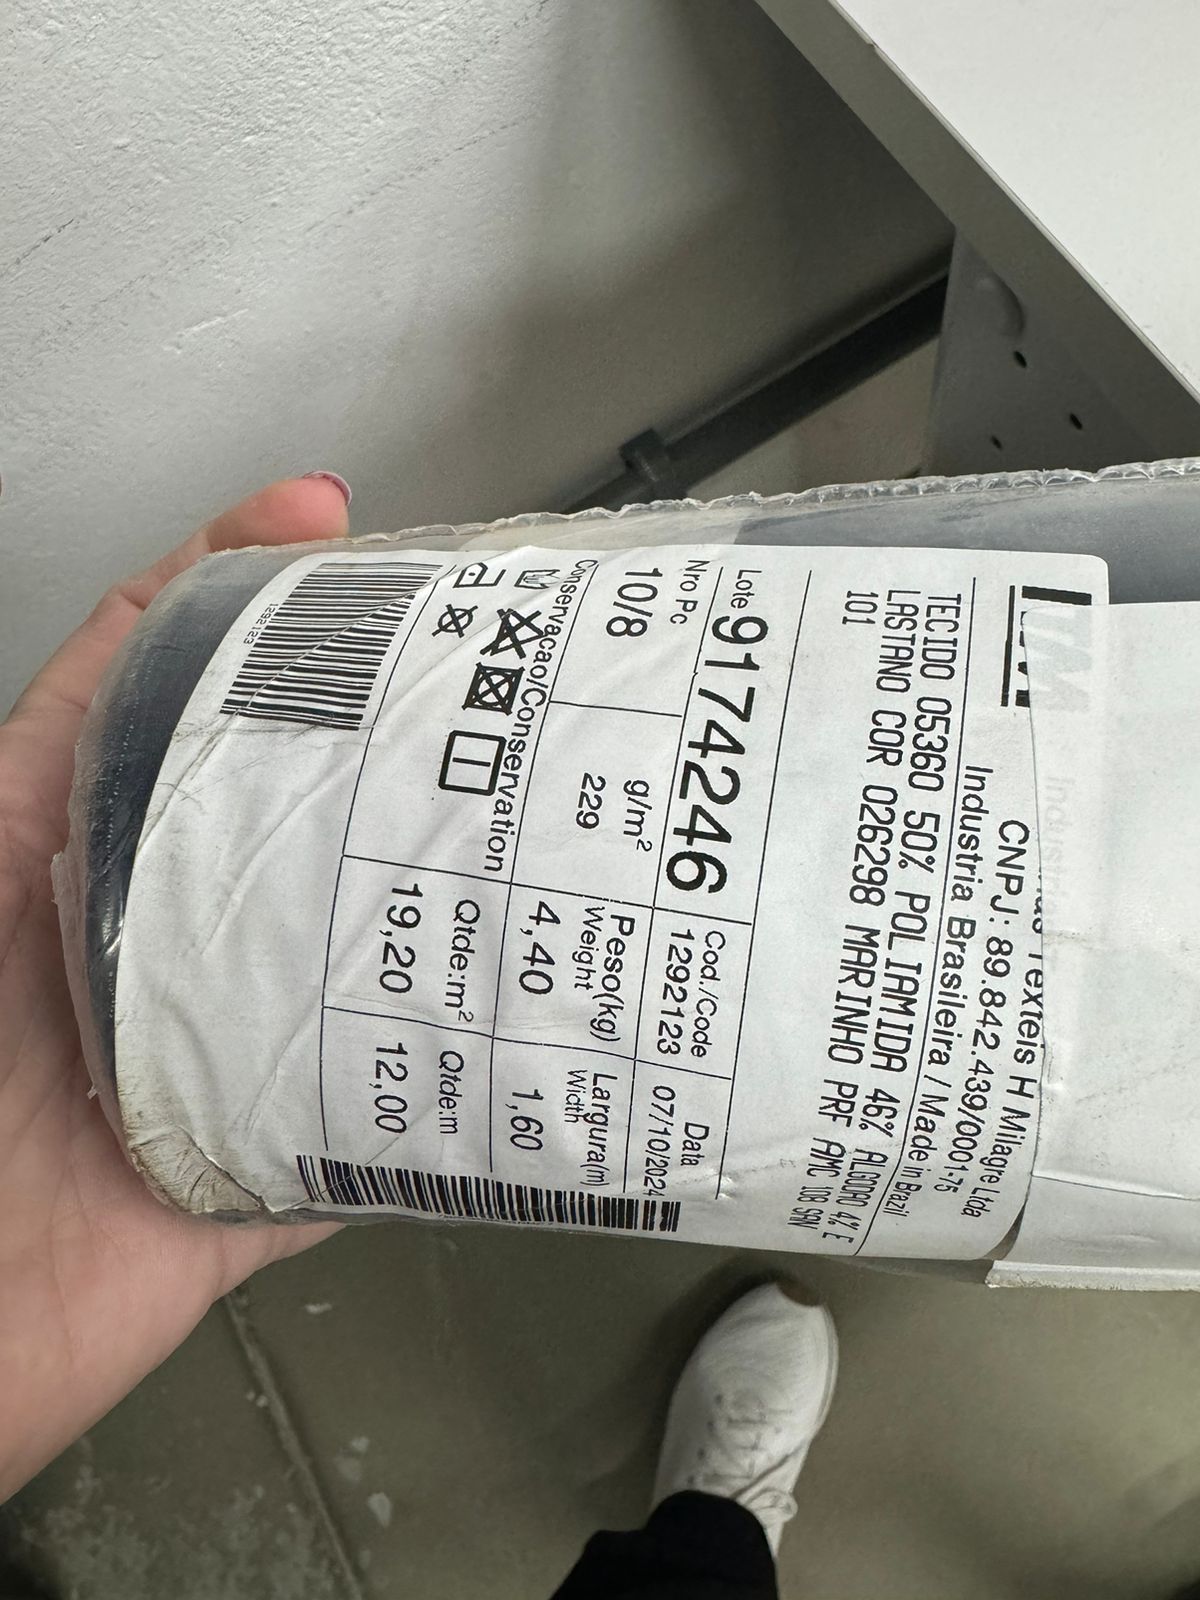 Texteis H Milagre Ltda
CNPJ: 89.842.439/0001-75
Industria Brasileira / Made in Brazil
TECIDO 05360 50% POLIAMIDA 46% ALGODAO 4% E
LASTANO COR 026298 MARINHO PRF AMC 108 SAN
101
Lote 9174246
Cod./Code
1292123
Data
07/10/2024
Nro Pc
10/8
g/m²
229
Peso(kg)
Weight
4,40
Largura(m)
Width
1,60
Conservacao/Conservation
Qtde:m²
19,20
Qtde:m
12,00
1292123